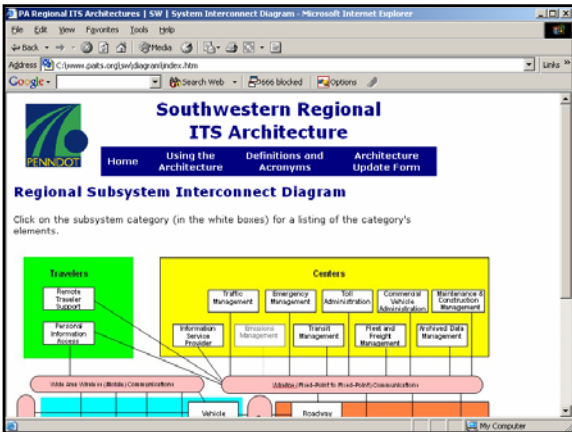 PA Regional ITS Architectures | SW | System Interconnect Diagram - Microsoft Internet Explorer
File Edit View Favorites Tools Help
Back Search Web
Media
Address C:\www.paits.org\sw\diagram\index.htm Links »
Google Search Web 666 blocked Options
PENNDOT
Southwestern Regional
ITS Architecture
Home
Using the
Architecture
Definitions and
Acronyms
Architecture
Update Form
Regional Subsystem Interconnect Diagram
Click on the subsystem category (in the white boxes) for a listing of the category's
elements.
Travelers
Remote
Traveler
Support
Personal
Information
Access
Centers
Traffic
Management
Emergency
Management
Toll
Administration
Commercial
Vehicle
Administration
Maintenance &
Construction
Management
Information
Service
Provider
Emissions
Management
Transit
Management
Fleet and
Freight
Management
Archived Data
Management
Wide Area Wireless (Mobile) Communications
Wireline (Fixed-Point to Fixed-Point) Communications
Vehicle
Roadway
My Computer